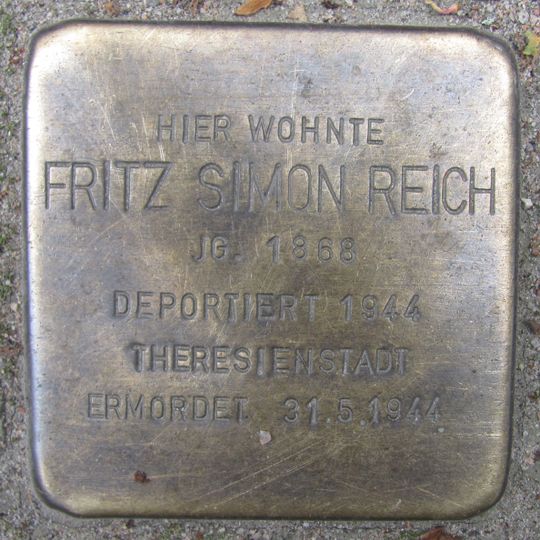 HIER WOHNTE
FRITZ SIMON REICH
JG. 1868
DEPORTIERT 1944
THERESIENSTADT
ERMORDET 31.5.1944